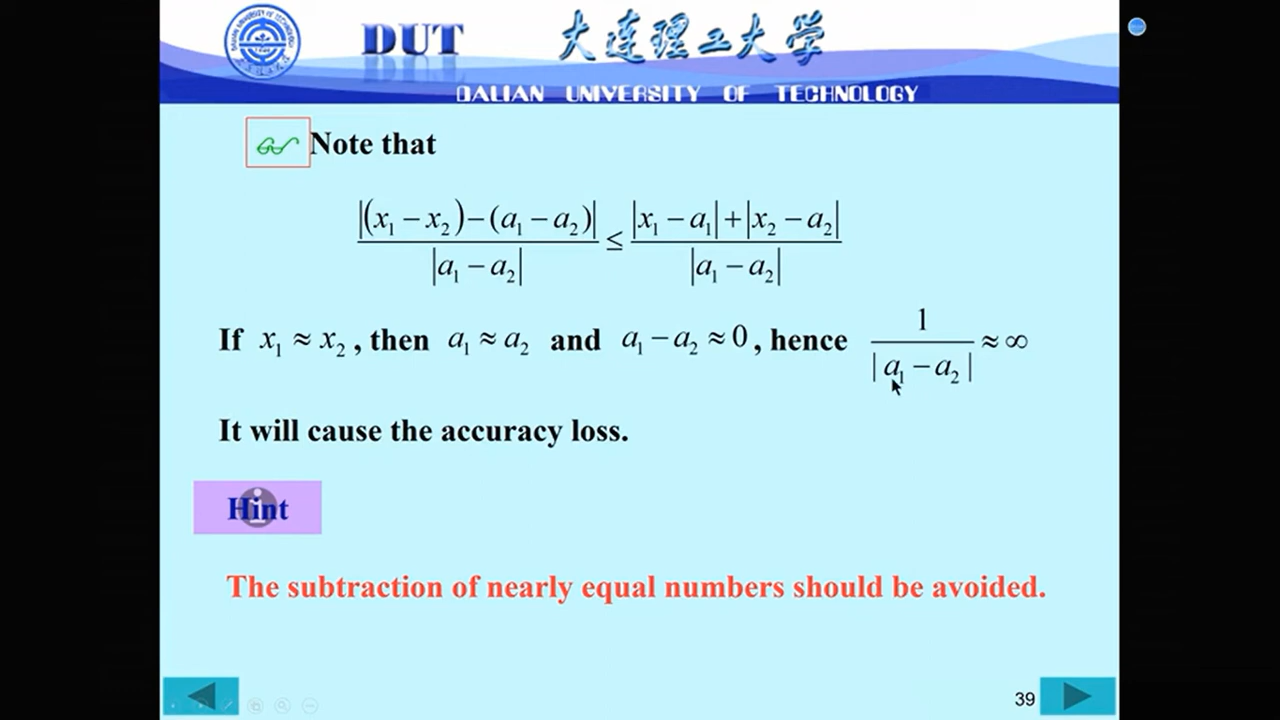 DUT 大连理工大学
DALIAN UNIVERSITY OF TECHNOLOGY
Note that
|(x₁ − x₂) − (a₁ − a₂)| / |a₁ − a₂| ≤ (|x₁ − a₁| + |x₂ − a₂|) / |a₁ − a₂|
If x₁ ≈ x₂ , then a₁ ≈ a₂ and a₁ − a₂ ≈ 0 , hence 1 / | a₁ − a₂ | ≈ ∞
It will cause the accuracy loss.
Hint
The subtraction of nearly equal numbers should be avoided.
39